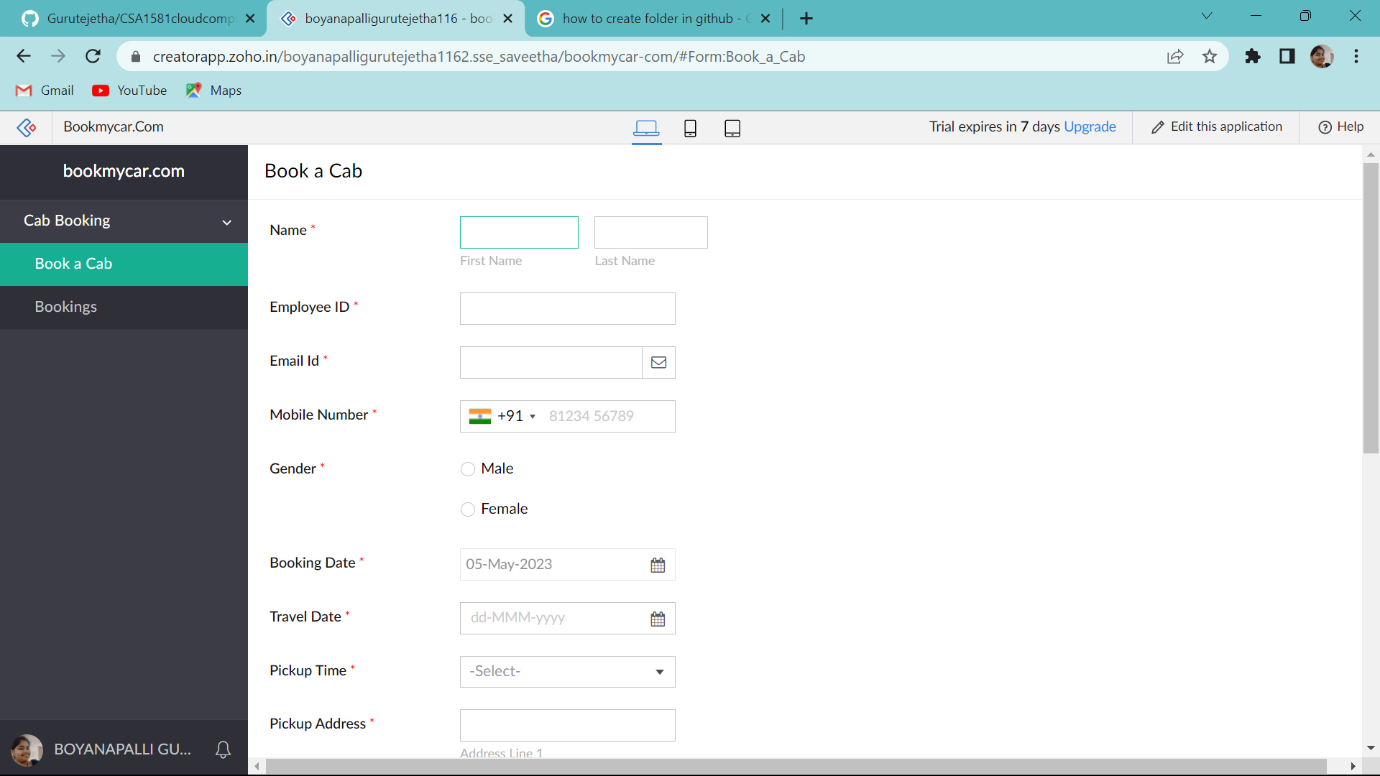 Gurutejetha/CSA1581cloudcomp
boyanapalligurutejetha116 - boo
how to create folder in github - G
creatorapp.zoho.in/boyanapalligurutejetha1162.sse_saveetha/bookmycar-com/#Form:Book_a_Cab
Gmail
YouTube
Maps
Bookmycar.Com
Trial expires in 7 days Upgrade
Edit this application
Help
bookmycar.com
Cab Booking
Book a Cab
Bookings
BOYANAPALLI GU...
Book a Cab
Name *
First Name
Last Name
Employee ID *
Email Id *
Mobile Number *
+91
81234 56789
Gender *
Male
Female
Booking Date *
05-May-2023
Travel Date *
dd-MMM-yyyy
Pickup Time *
-Select-
Pickup Address *
Address Line 1